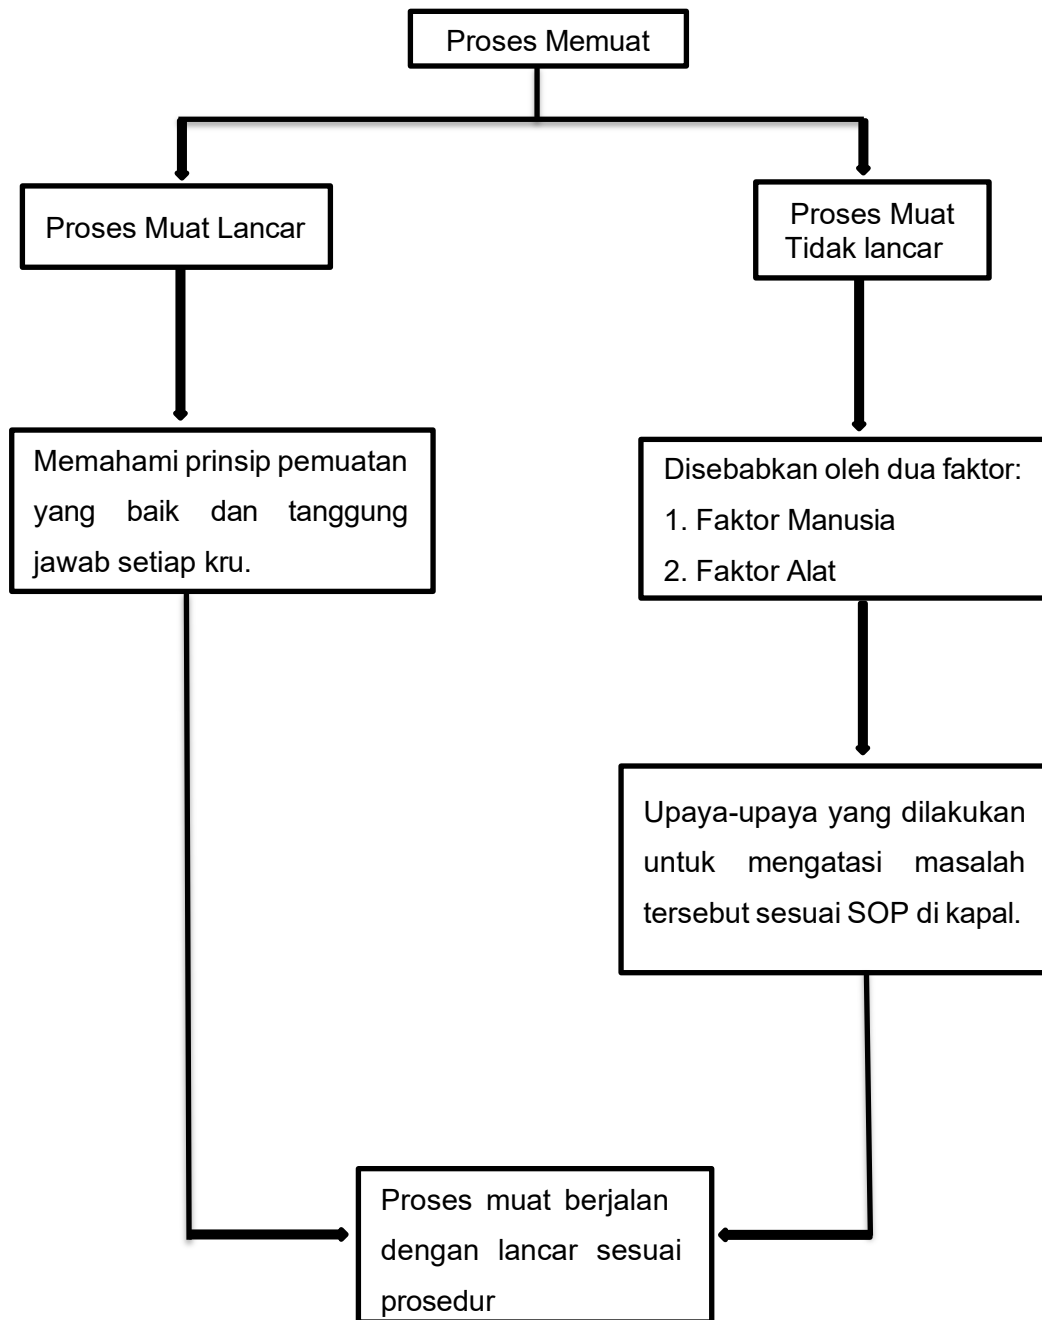 Proses Memuat
Proses Muat Lancar
Proses Muat
Tidak lancar
Memahami prinsip pemuatan
yang baik dan tanggung
jawab setiap kru.
Disebabkan oleh dua faktor:
1. Faktor Manusia
2. Faktor Alat
Upaya-upaya yang dilakukan
untuk mengatasi masalah
tersebut sesuai SOP di kapal.
Proses muat berjalan
dengan lancar sesuai
prosedur